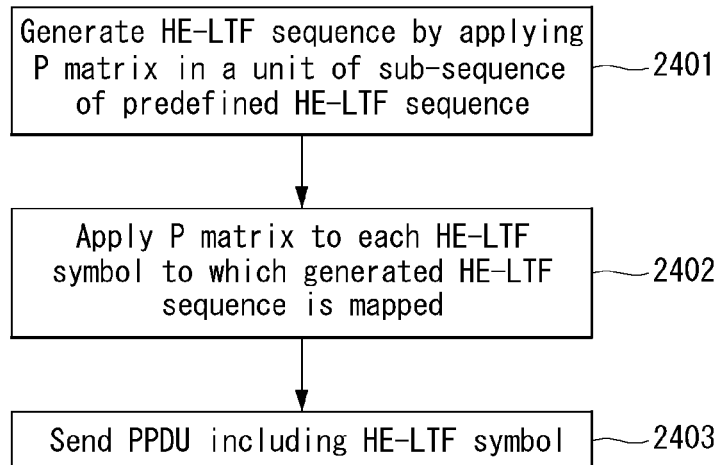 Generate HE-LTF sequence by applying
P matrix in a unit of sub-sequence
of predefined HE-LTF sequence
2401
Apply P matrix to each HE-LTF
symbol to which generated HE-LTF
sequence is mapped
2402
Send PPDU including HE-LTF symbol
2403